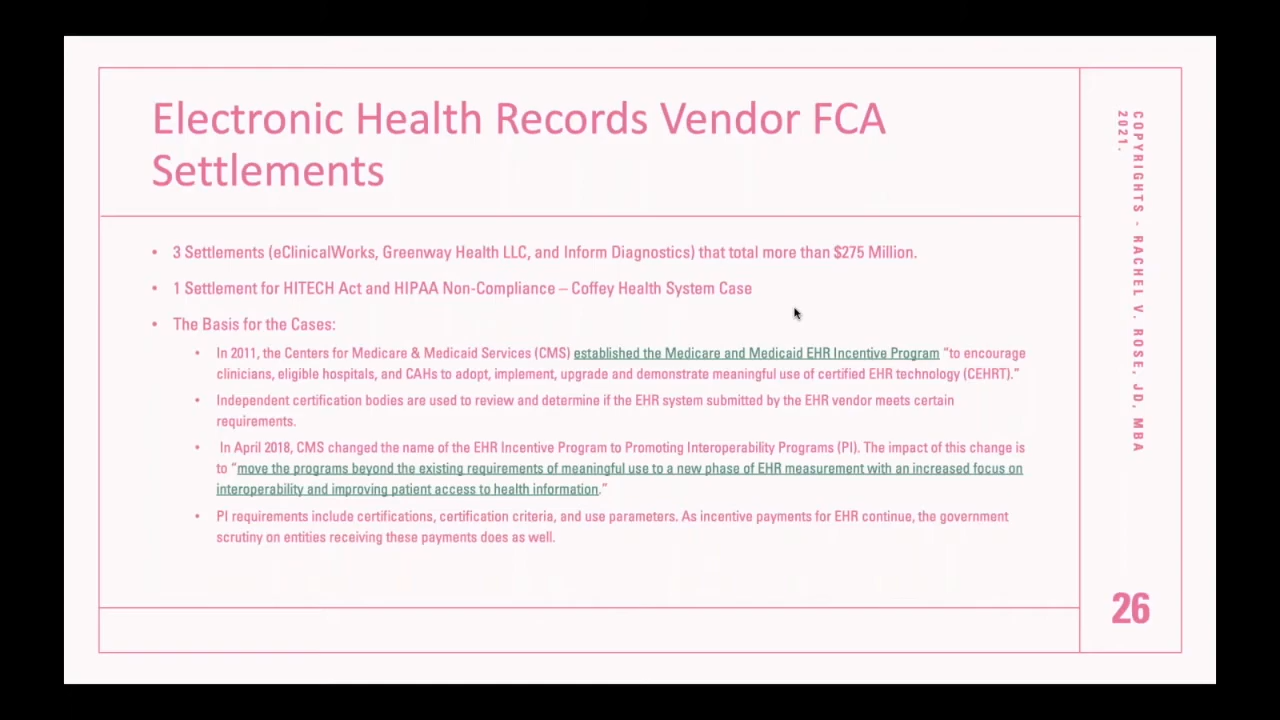 Electronic Health Records Vendor FCA
Settlements
• 3 Settlements (eClinicalWorks, Greenway Health LLC, and Inform Diagnostics) that total more than $275 Million.
• 1 Settlement for HITECH Act and HIPAA Non-Compliance – Coffey Health System Case
• The Basis for the Cases:
• In 2011, the Centers for Medicare & Medicaid Services (CMS) established the Medicare and Medicaid EHR Incentive Program “to encourage
clinicians, eligible hospitals, and CAHs to adopt, implement, upgrade and demonstrate meaningful use of certified EHR technology (CEHRT).”
• Independent certification bodies are used to review and determine if the EHR system submitted by the EHR vendor meets certain
requirements.
• In April 2018, CMS changed the name of the EHR Incentive Program to Promoting Interoperability Programs (PI). The impact of this change is
to “move the programs beyond the existing requirements of meaningful use to a new phase of EHR measurement with an increased focus on
interoperability and improving patient access to health information.”
• PI requirements include certifications, certification criteria, and use parameters. As incentive payments for EHR continue, the government
scrutiny on entities receiving these payments does as well.
COPYRIGHTS - RACHEL V. ROSE, JD, MBA
2021.
26